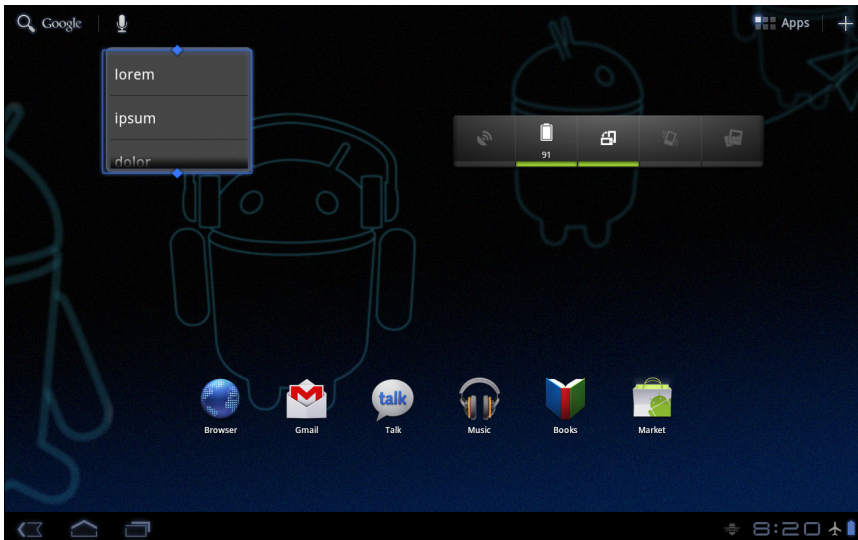 Google
Apps
lorem
ipsum
dolor
91
talk
Browser
Gmail
Talk
Music
Books
Market
8:20